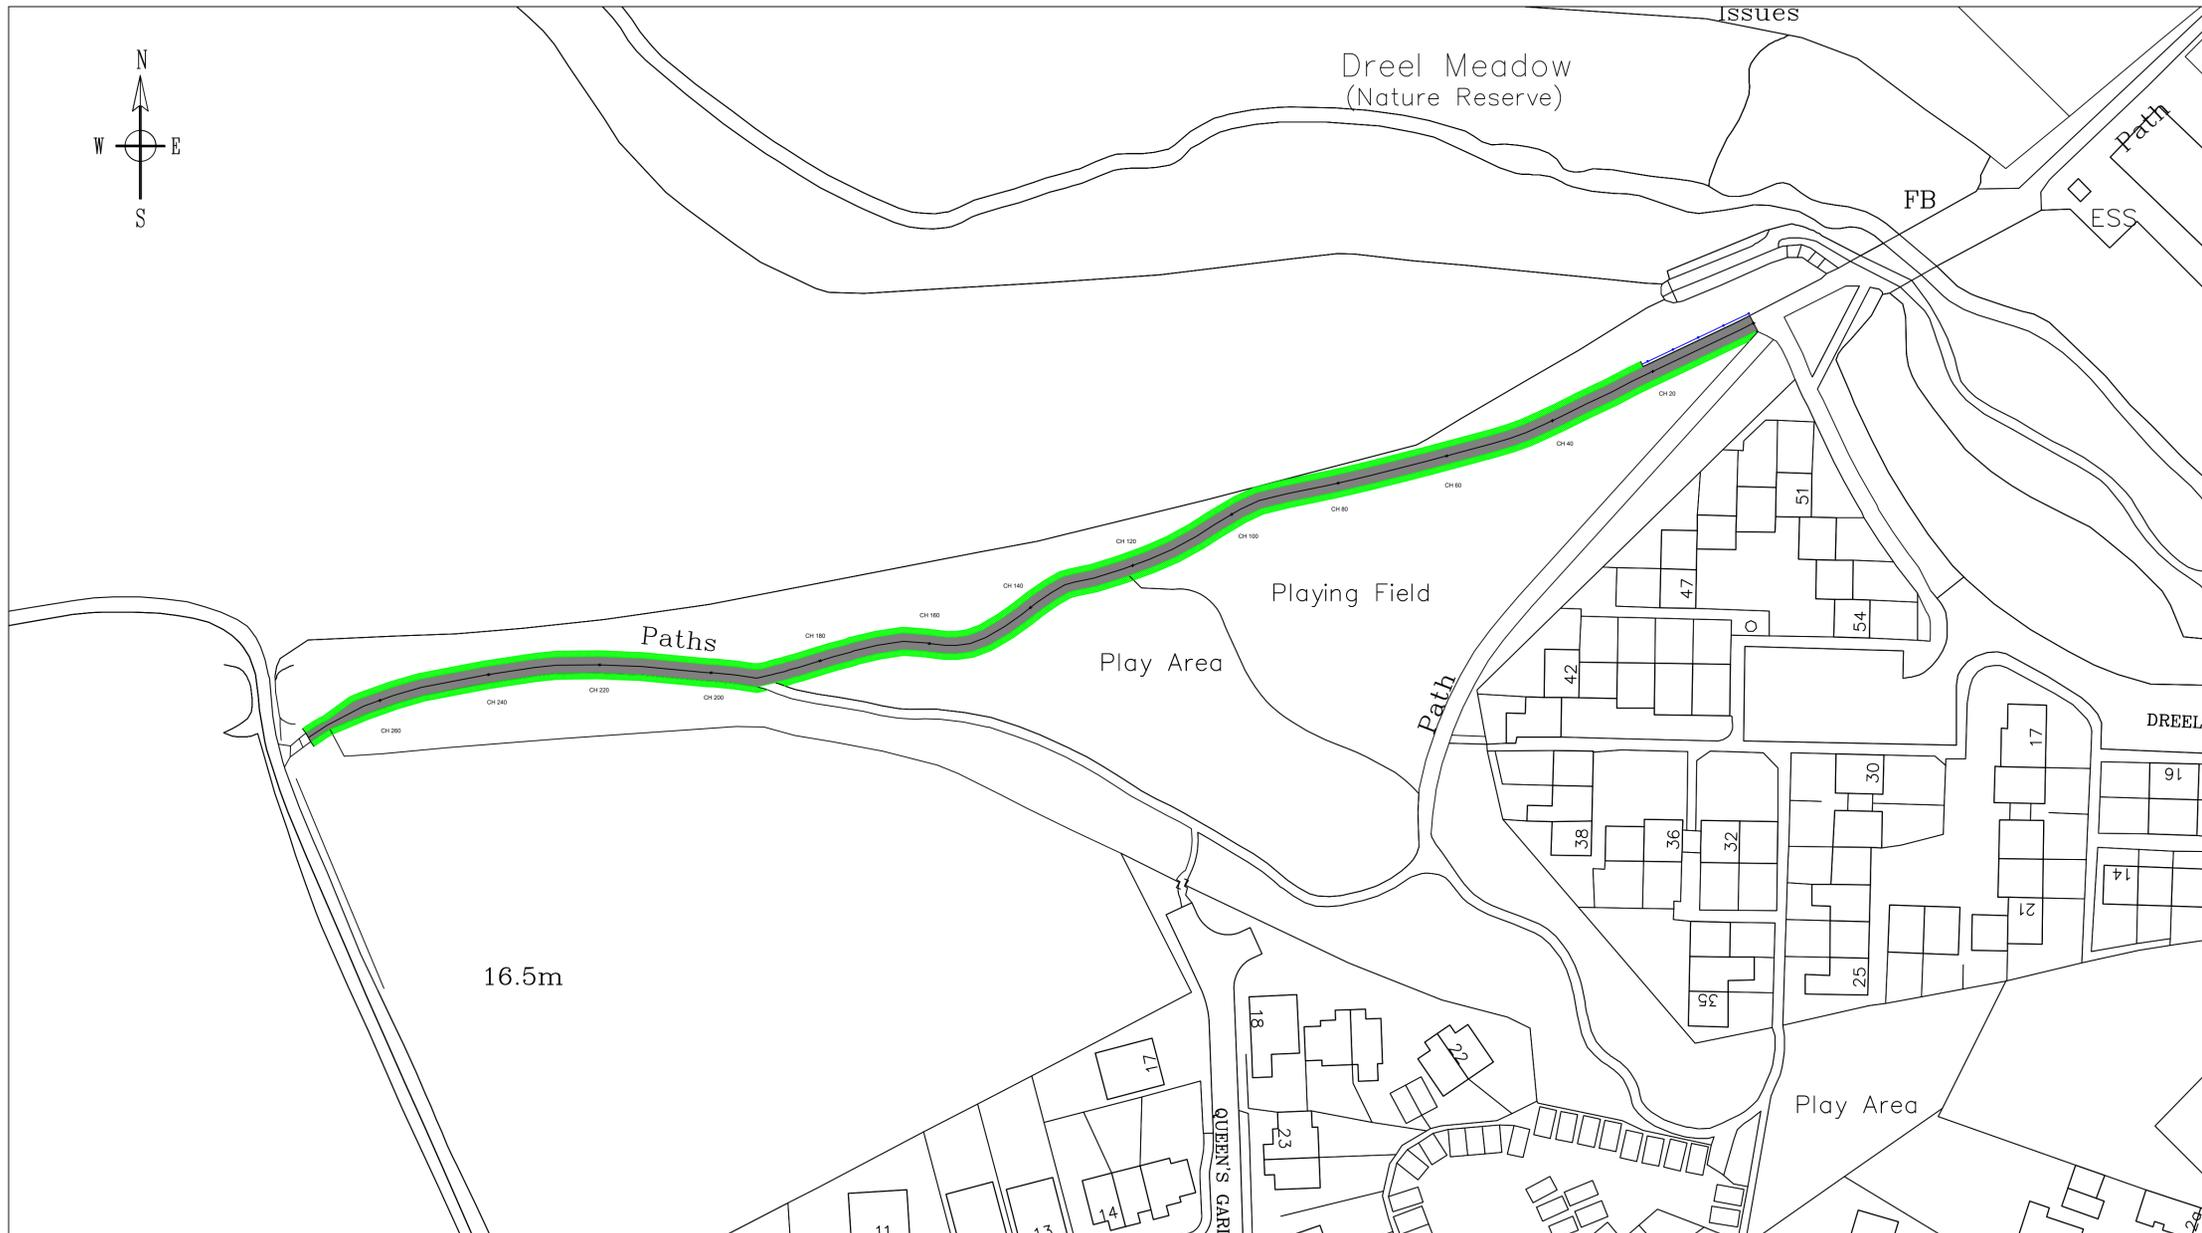 Issues
N
Dreel Meadow
(Nature Reserve)
Path
W
E
FB
S
ESS
CH 20
CH 40
CH 60
51
CH 80
CH 100
CH 120
CH 140
47
Playing Field
CH 160
54
CH 180
Paths
Play Area
42
CH 220
CH 200
CH 240
Path
CH 260
DREEL
17
30
16
38
36
32
14
21
16.5m
25
35
18
22
17
Play Area
23
QUEEN'S GAR
14
11
13